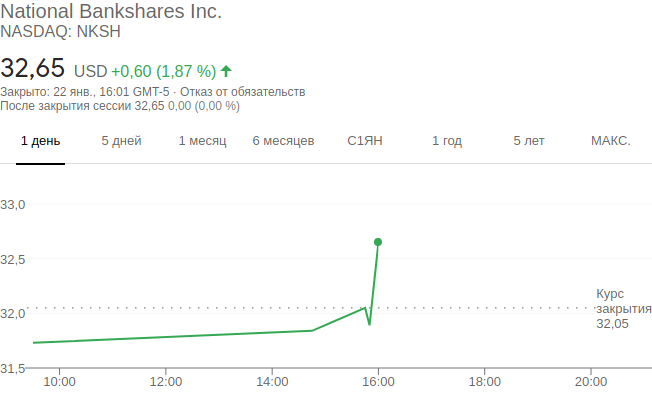 National Bankshares Inc.
NASDAQ: NKSH
32,65 USD +0,60 (1,87 %)
Закрыто: 22 янв., 16:01 GMT-5 · Отказ от обязательств
После закрытия сессии 32,65 0,00 (0,00 %)
1 день 5 дней 1 месяц 6 месяцев С1ЯН 1 год 5 лет МАКС.
33,0
32,5
Курс
закрытия
32,05
32,0
31,5
10:00 12:00 14:00 16:00 18:00 20:00